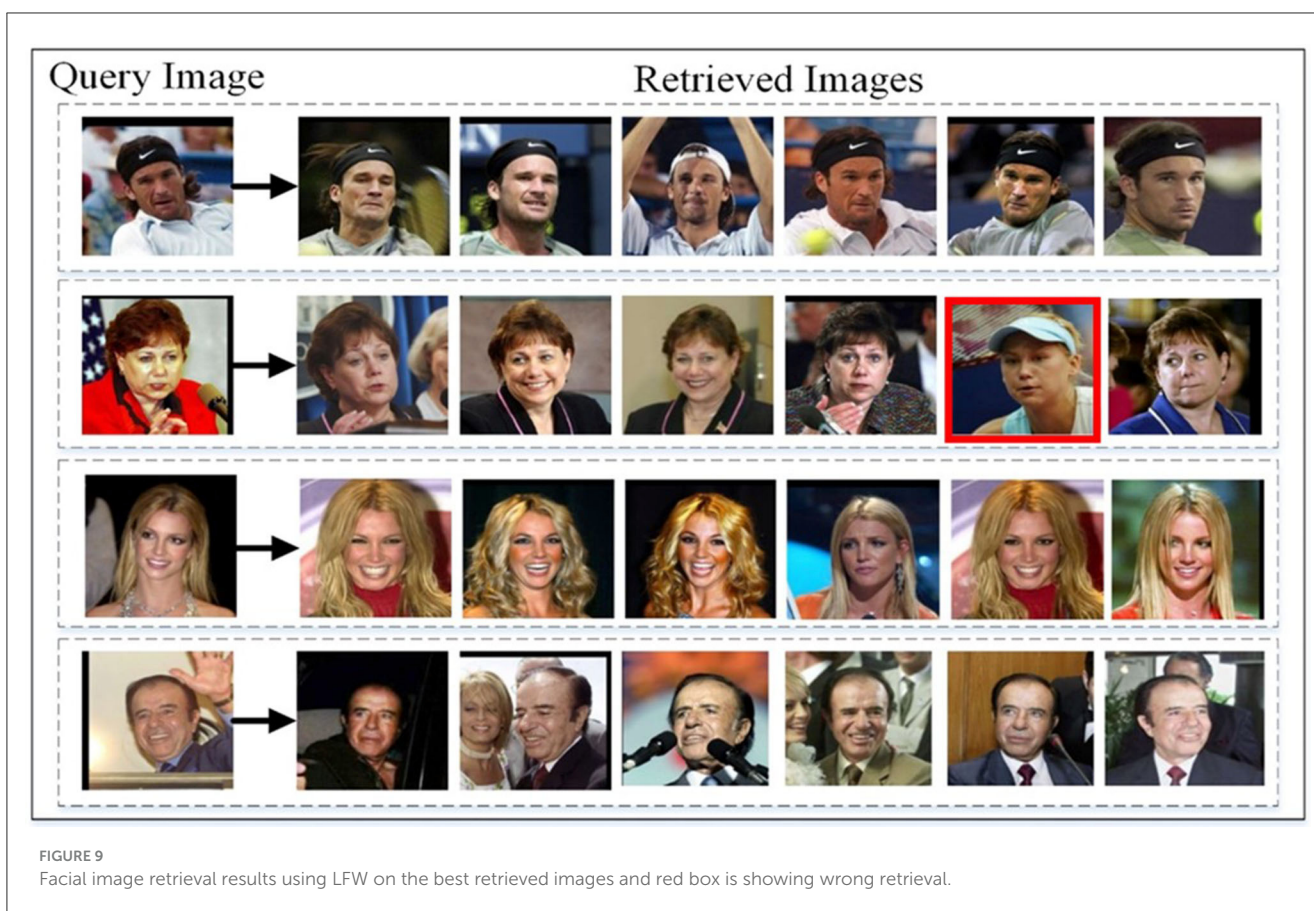 Query Image
Retrieved Images
FIGURE 9
Facial image retrieval results using LFW on the best retrieved images and red box is showing wrong retrieval.